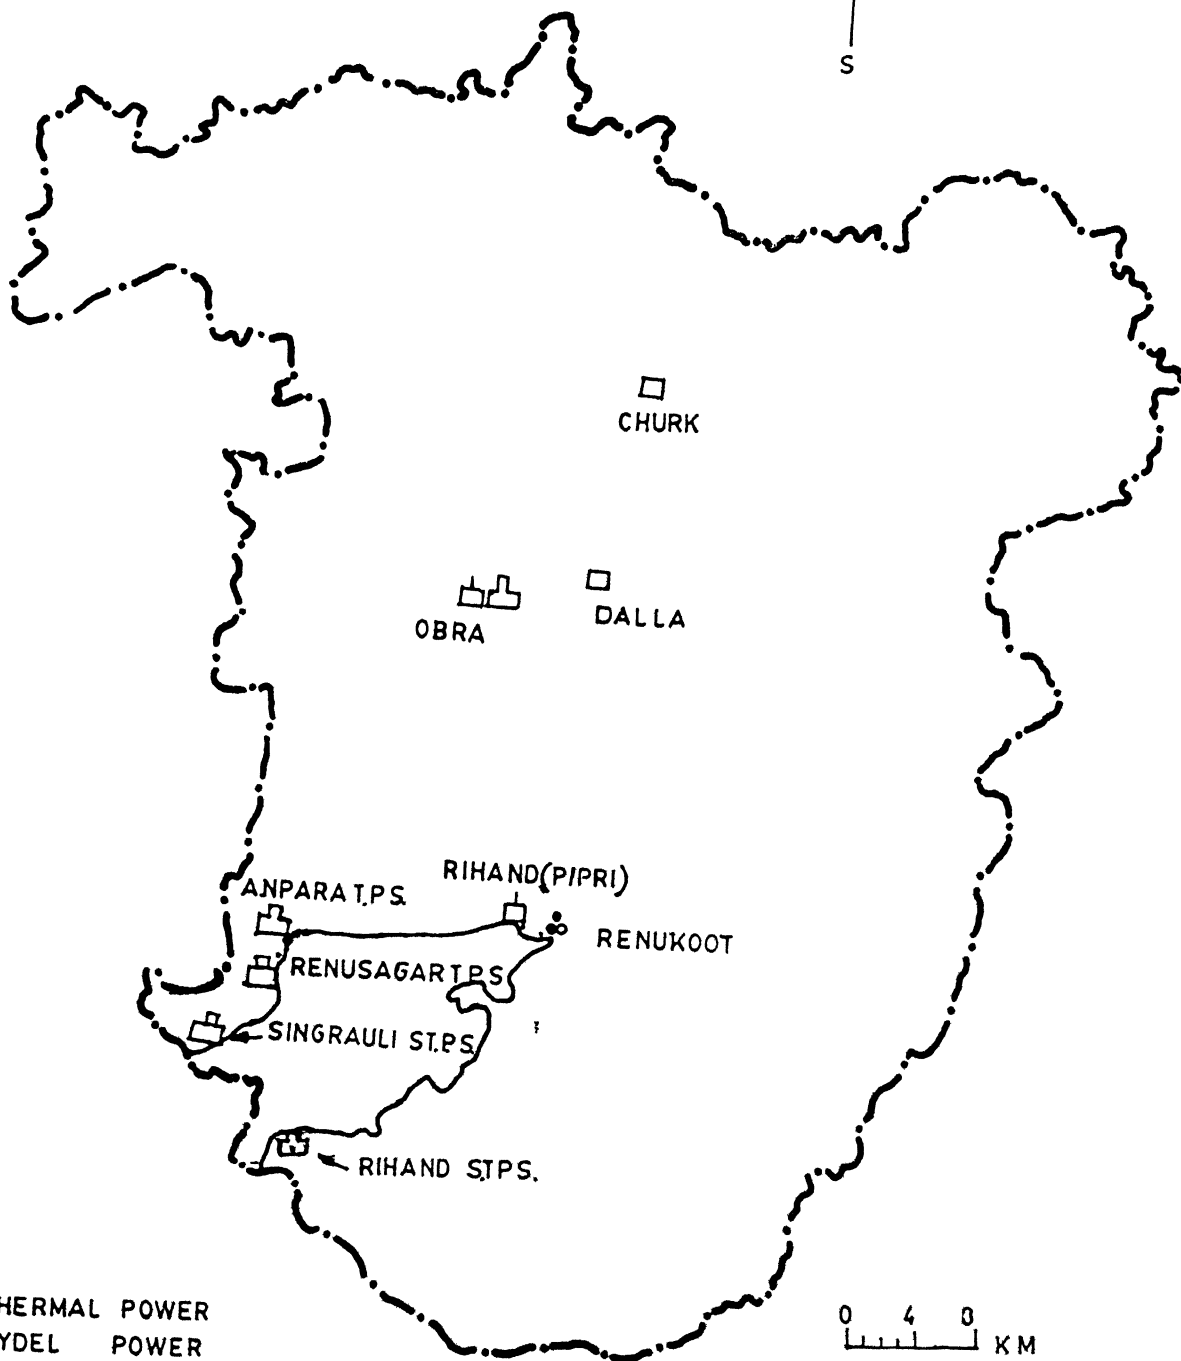 S
CHURK
DALLA
OBRA
RIHAND(PIPRI)
ANPARA T.P.S.
RENUKOOT
RENUSAGAR T.P.S
SINGRAULI ST.P.S.
RIHAND S.T.P.S.
HERMAL POWER
YDEL POWER
0 4 8
KM